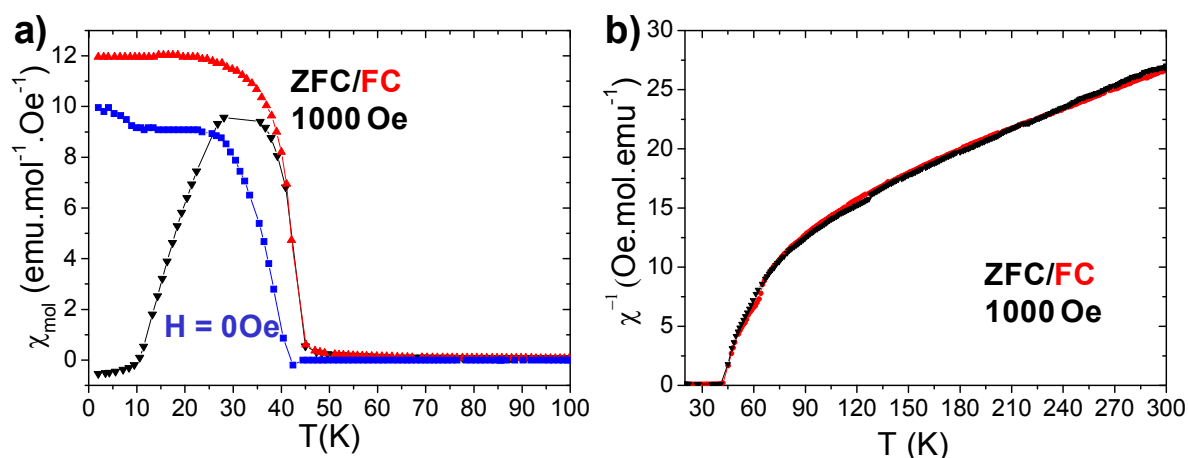 a)
χmol (emu.mol⁻¹.Oe⁻¹)
12
10
8
6
4
2
0
ZFC/FC
1000 Oe
H = 0Oe
0 10 20 30 40 50 60 70 80 90 100
T(K)
b)
χ⁻¹ (Oe.mol.emu⁻¹)
30
25
20
15
10
5
0
ZFC/FC
1000 Oe
30 60 90 120 150 180 210 240 270 300
T (K)